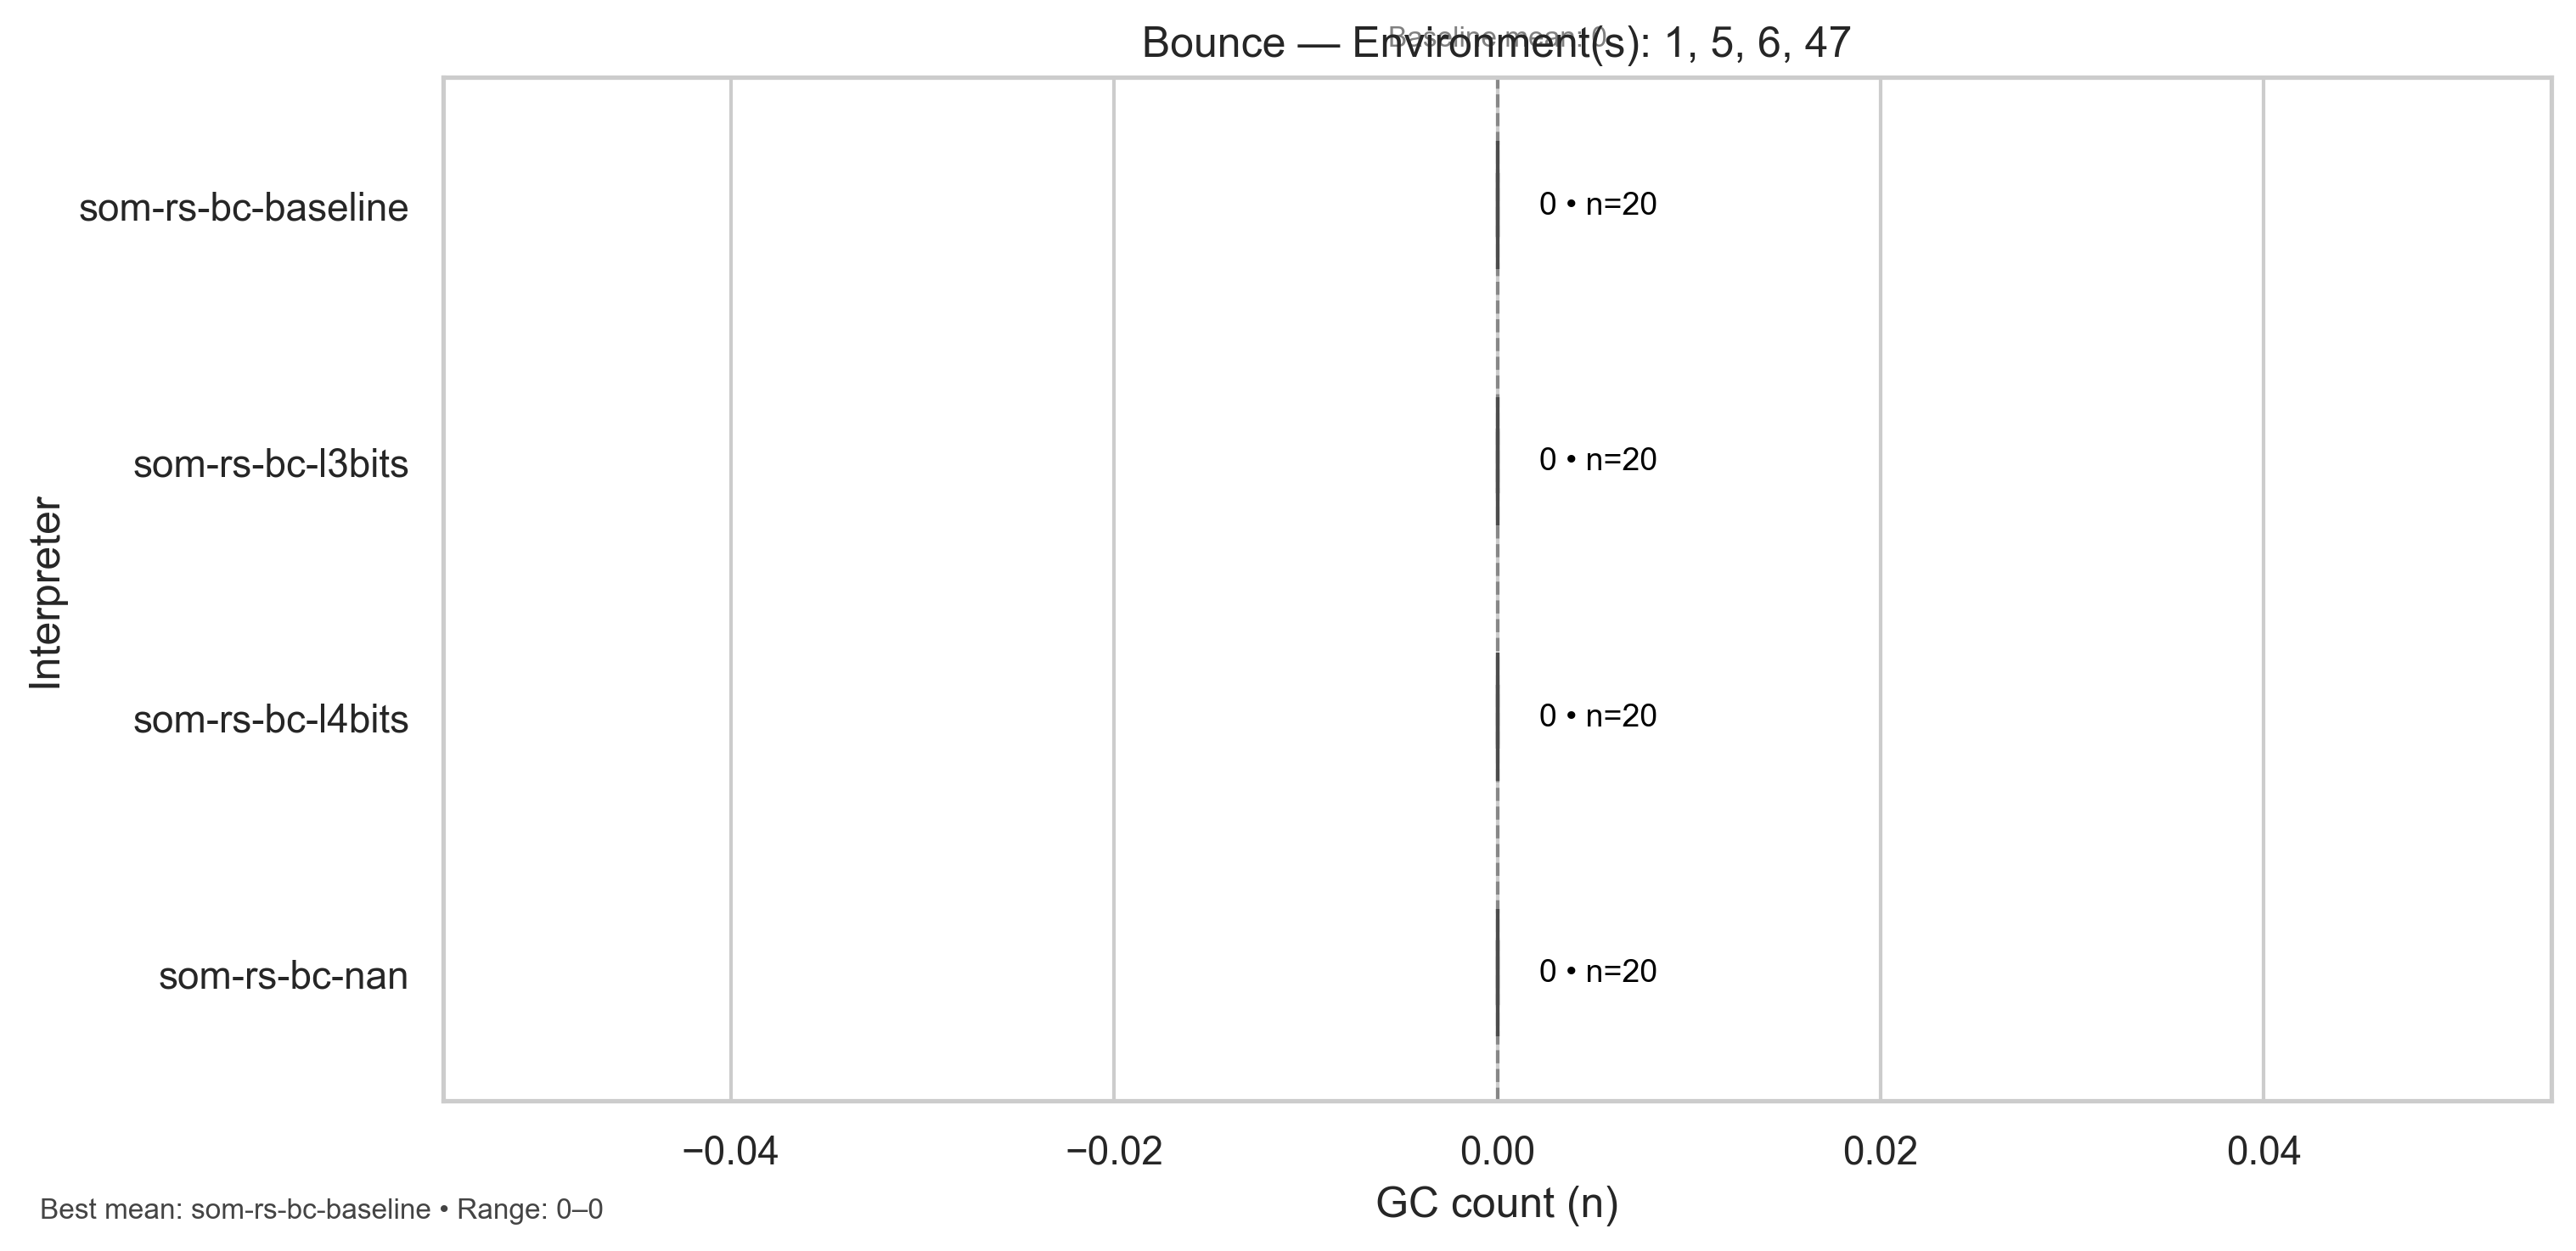 Baseline mean: 0
Bounce — Environment(s): 1, 5, 6, 47
Interpreter
som-rs-bc-baseline
0 • n=20
som-rs-bc-l3bits
0 • n=20
som-rs-bc-l4bits
0 • n=20
som-rs-bc-nan
0 • n=20
−0.04
−0.02
0.00
0.02
0.04
GC count (n)
Best mean: som-rs-bc-baseline • Range: 0–0